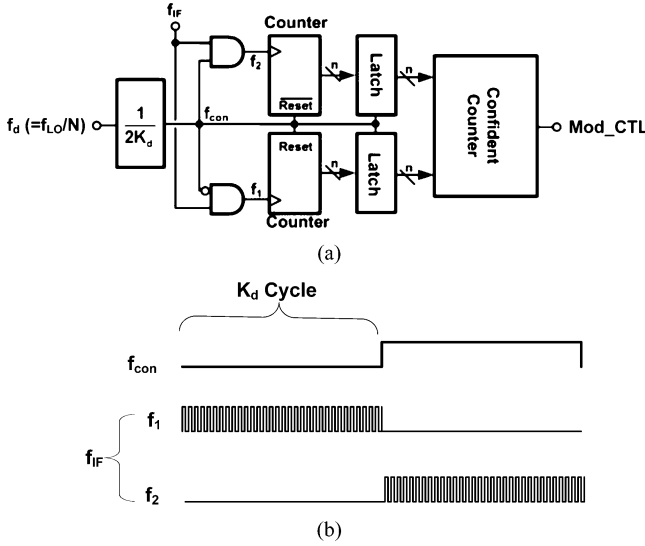 f_IF
Counter
f_2
n
Latch
n
Reset
f_d (=f_LO/N)
1
2K_d
f_con
Confident
Counter
Mod_CTL
Reset
f_1
n
Latch
n
Counter
(a)
K_d Cycle
f_con
f_1
f_IF
f_2
(b)